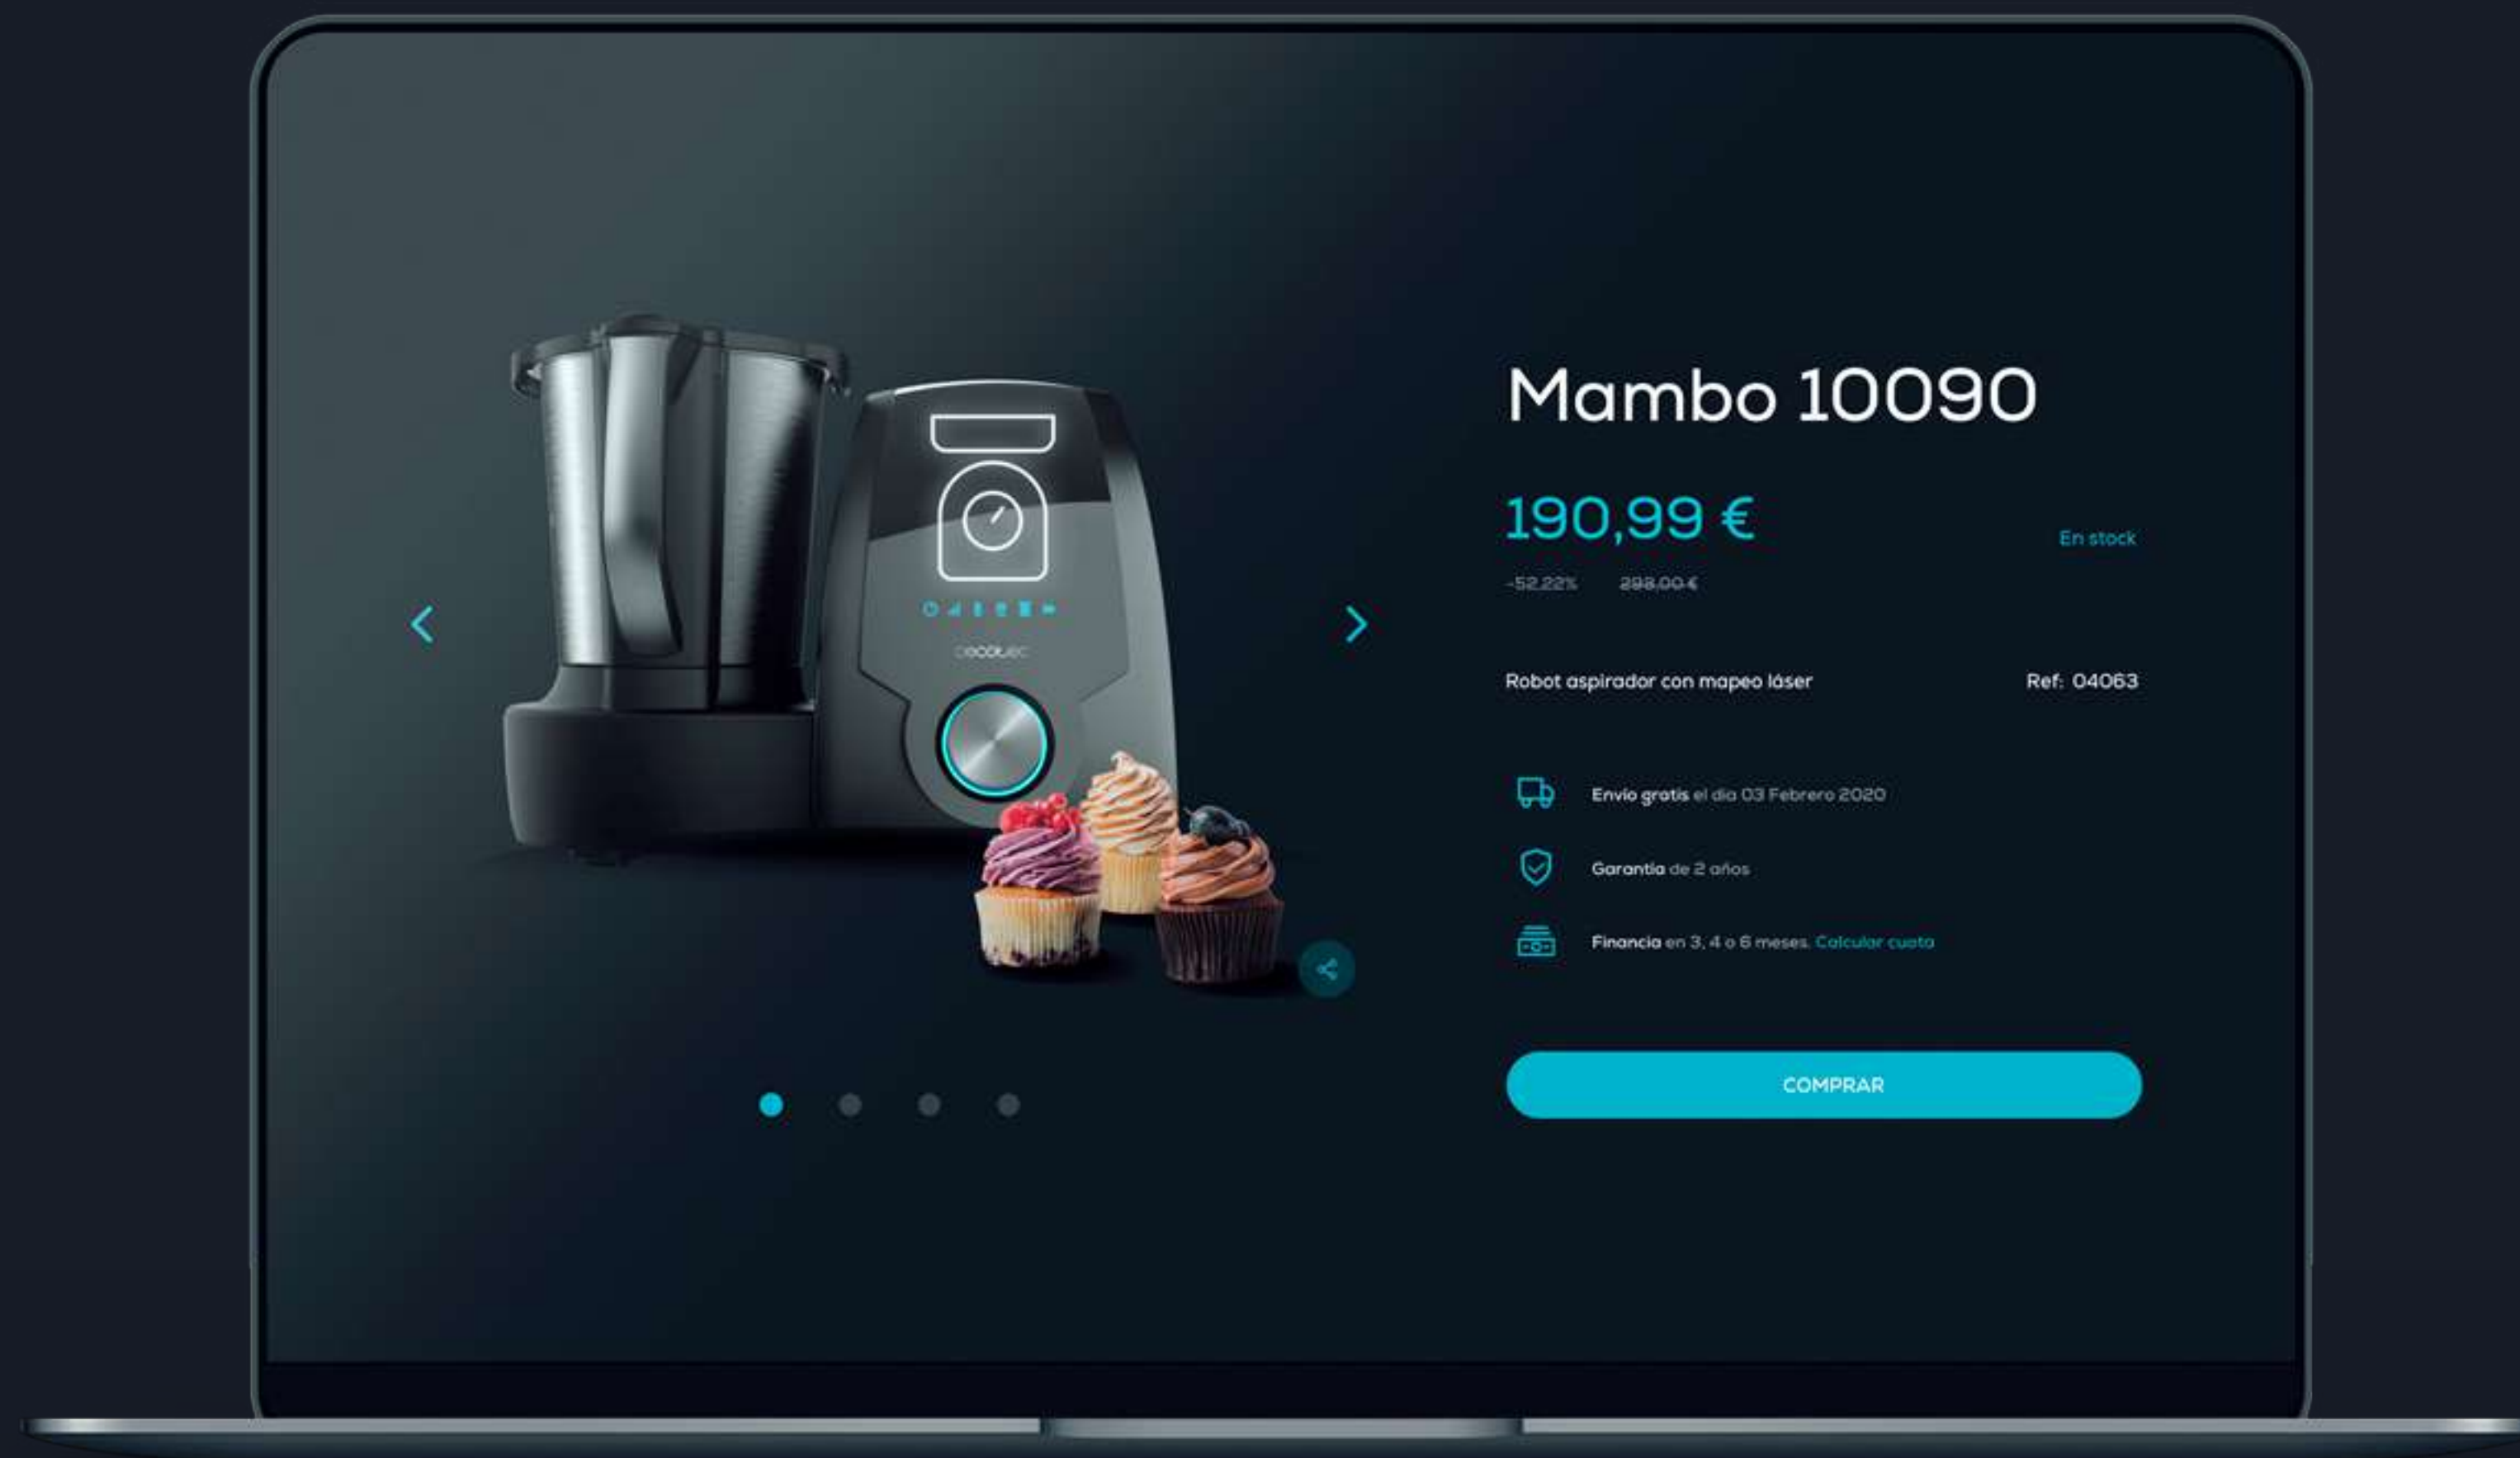 Mambo 10090
190,99 €
En stock
-52,22% 298,00 €
Robot aspirador con mapeo láser
Ref: 04063
Envío gratis el día 03 Febrero 2020
Garantía de 2 años
Financia en 3, 4 o 6 meses. Calcular cuota
COMPRAR
cecotec